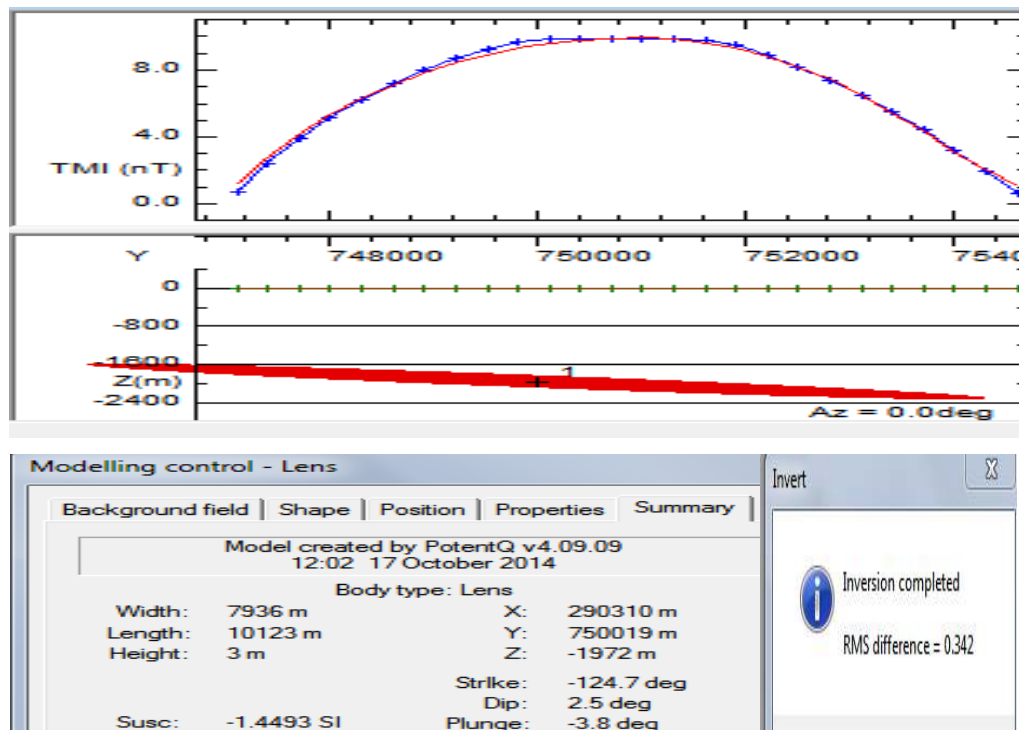 8.0
4.0
TMI (nT)
0.0
Y 748000 750000 752000
0
-800
-1600 1
Z(m)
-2400
Az = 0.0deg
Modelling control - Lens
Invert X
Background field Shape Position Properties Summary
Model created by PotentQ v4.09.09
12:02 17 October 2014
Body type: Lens
Inversion completed
Width: 7936 m X: 290310 m
Length: 10123 m Y: 750019 m
Height: 3 m Z: -1972 m
RMS difference = 0.342
Strike: -124.7 deg
Dip: 2.5 deg
Susc: -1.4493 SI Plunge: -3.8 deg